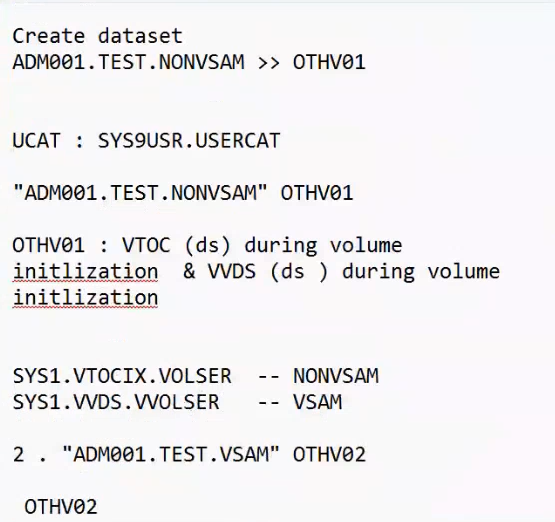 Create dataset
ADM001.TEST.NONVSAM >> OTHV01
UCAT : SYS9USR.USERCAT
"ADM001.TEST.NONVSAM" OTHV01
OTHV01 : VTOC (ds) during volume
initlization & VVDS (ds ) during volume
initlization
SYS1.VTOCIX.VOLSER -- NONVSAM
SYS1.VVDS.VVOLSER -- VSAM
2 . "ADM001.TEST.VSAM" OTHV02
OTHV02